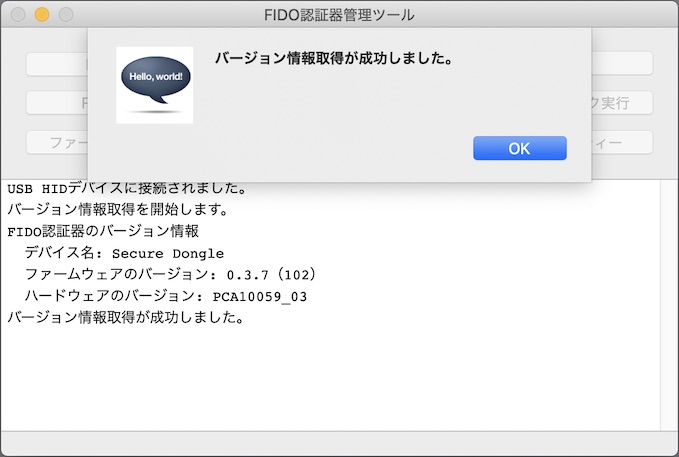 FIDO認証器管理ツール
Hello, world!
バージョン情報取得が成功しました。
OK
ク実行
ファー
ィー
USB HIDデバイスに接続されました。
バージョン情報取得を開始します。
FIDO認証器のバージョン情報
デバイス名: Secure Dongle
ファームウェアのバージョン: 0.3.7（102）
ハードウェアのバージョン: PCA10059_03
バージョン情報取得が成功しました。